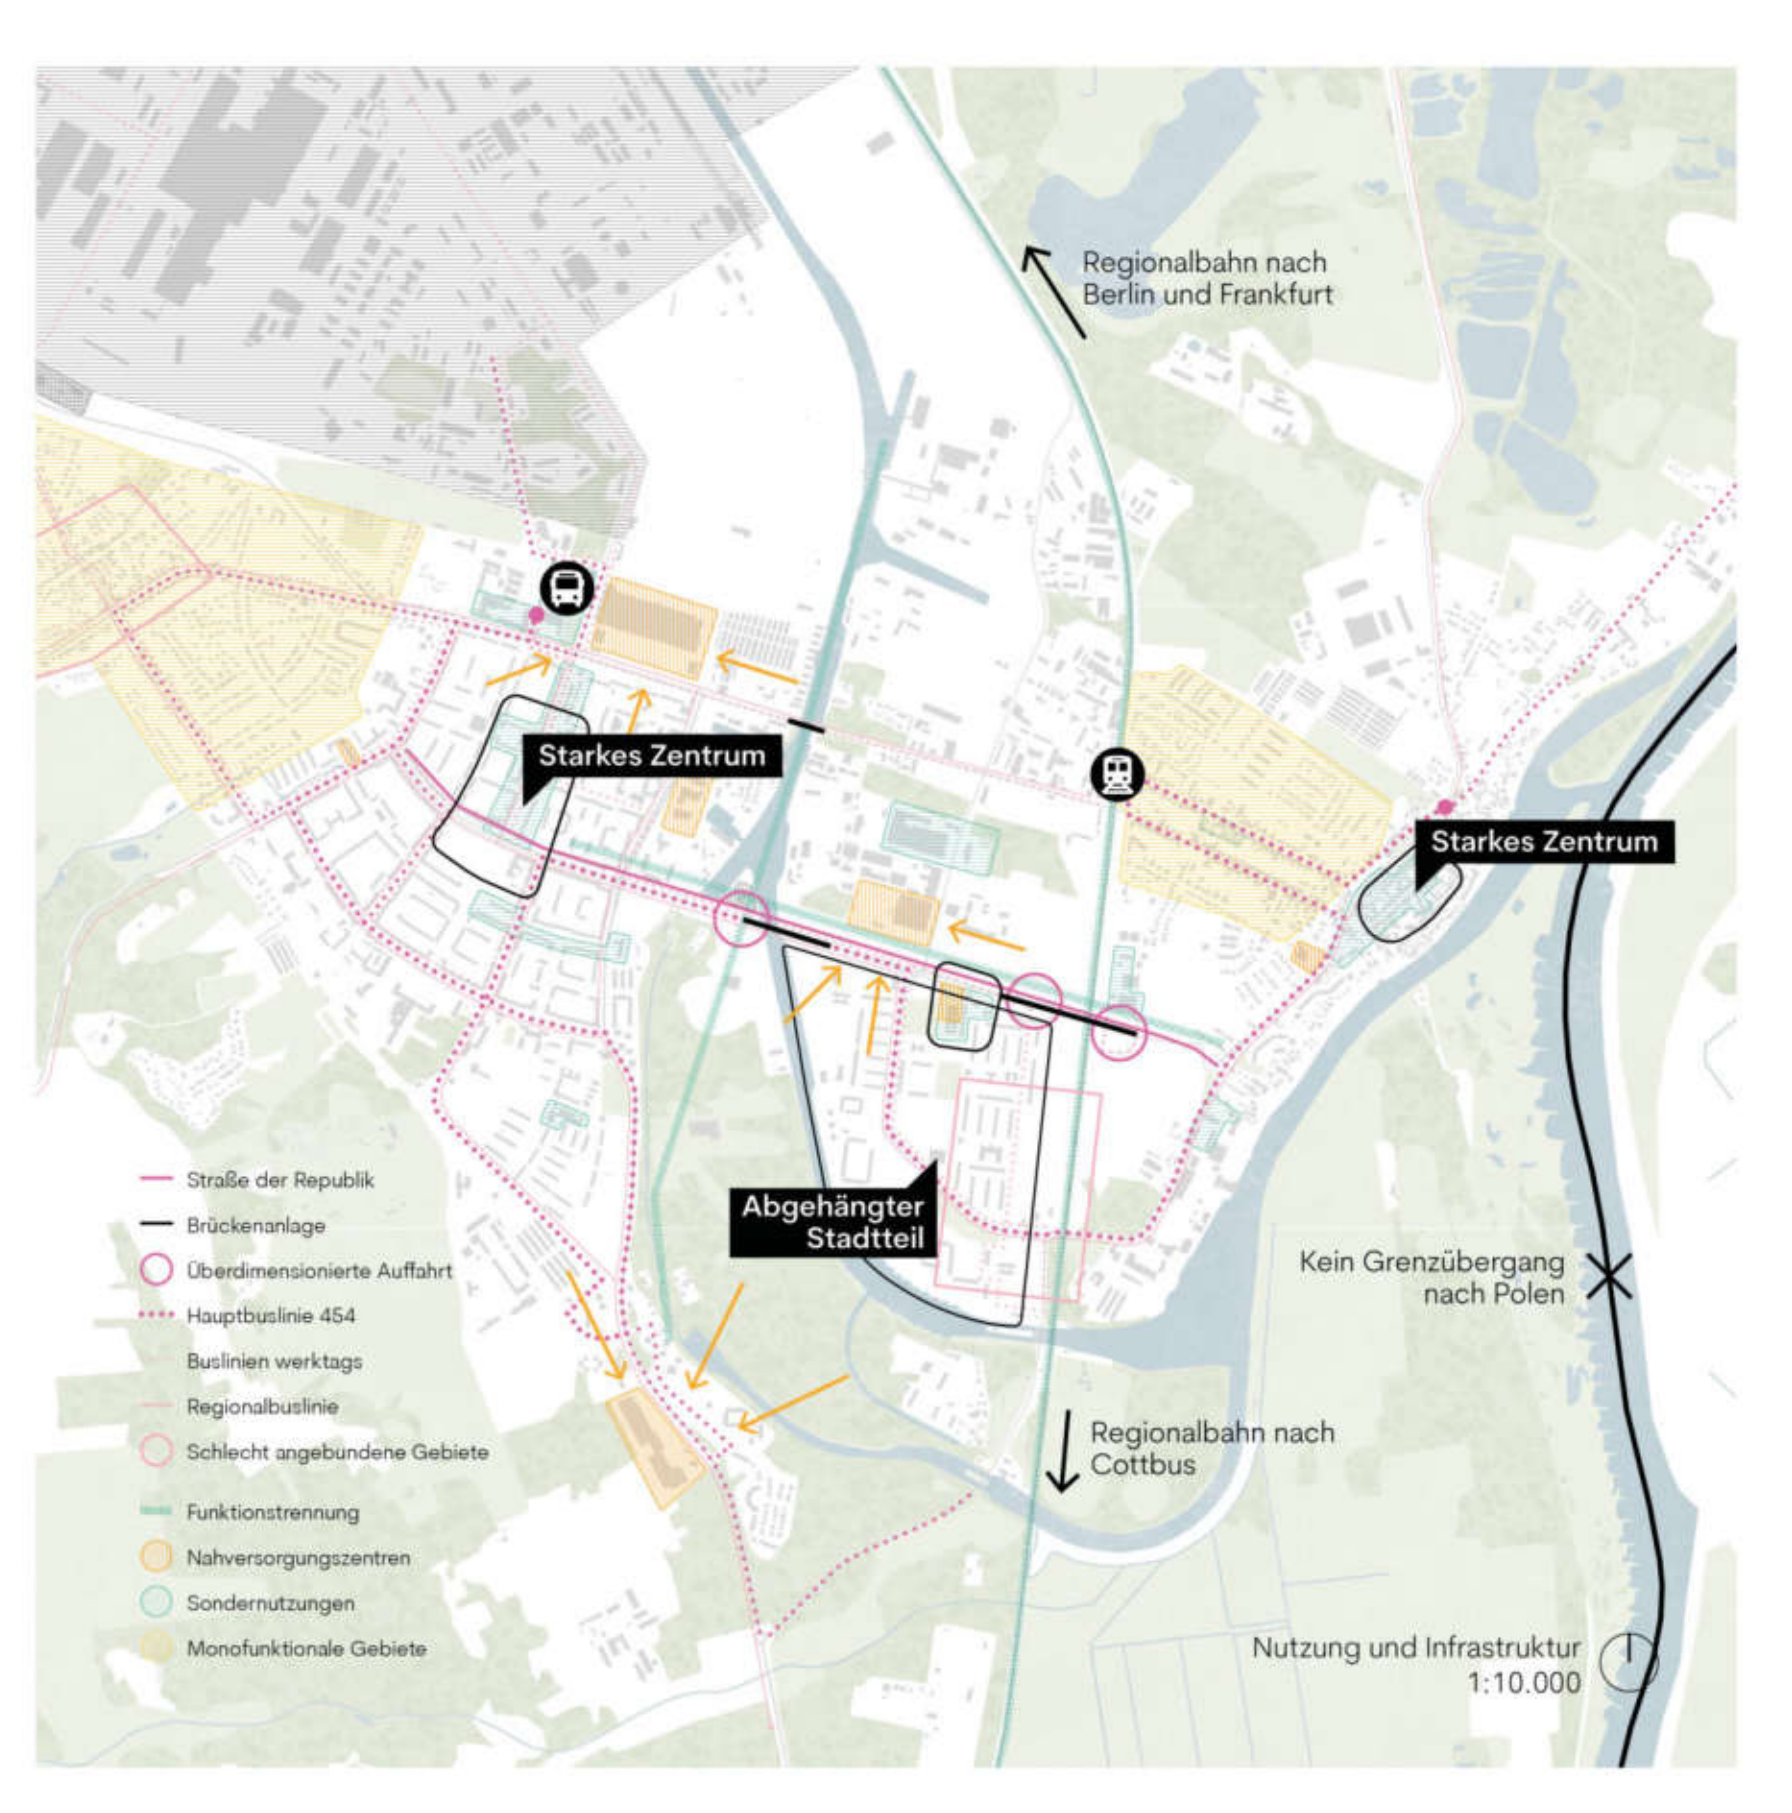 Regionalbahn nach
Berlin und Frankfurt
Starkes Zentrum
Starkes Zentrum
Abgehängter
Stadtteil
Straße der Republik
Brückenanlage
Überdimensionierte Auffahrt
Hauptbuslinie 454
Buslinien werktags
Regionalbuslinie
Schlecht angebundene Gebiete
Funktionstrennung
Nahversorgungszentren
Sondernutzungen
Monofunktionale Gebiete
Kein Grenzübergang
nach Polen
Regionalbahn nach
Cottbus
Nutzung und Infrastruktur
1:10.000